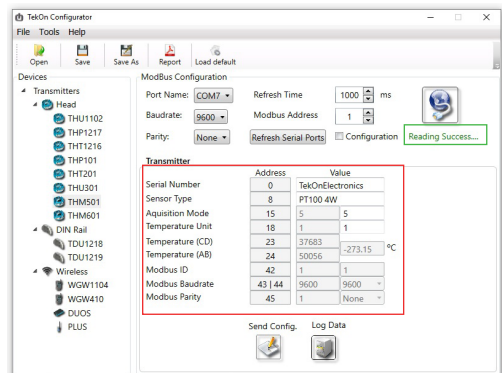 TekOn Configurator
File Tools Help
Open Save Save As Report Load default
Devices
Transmitters
Head
THU1102
THP1217
THT1216
THP101
THT201
THU301
THM501
THM601
DIN Rail
TDU1218
TDU1219
Wireless
WGW1104
WGW410
DUOS
PLUS
ModBus Configuration
Port Name: COM7 Refresh Time 1000 ms
Baudrate: 9600 Modbus Address 1
Parity: None Refresh Serial Ports Configuration Reading Success....
Transmitter
Address Value
Serial Number 0 TekOnElectronics
Sensor Type 8 PT100 4W
Aquisition Mode 15 5 5
Temperature Unit 18 1 1
Temperature (CD) 23 37683 -273.15 ºC
Temperature (AB) 24 50056
Modbus ID 42 1 1
Modbus Baudrate 43 | 44 9600 9600
Modbus Parity 45 1 None
Send Config. Log Data